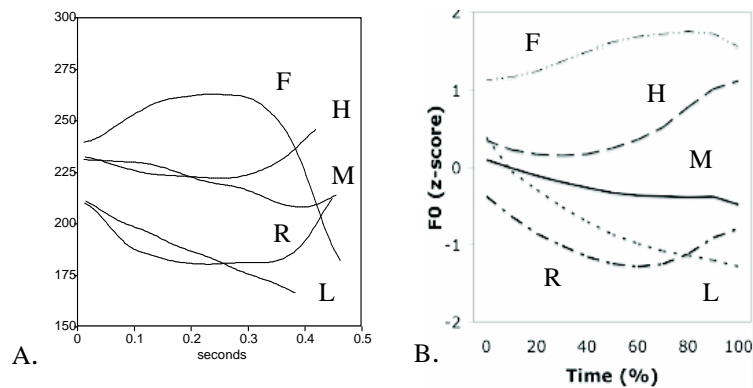 300
275
250
225
200
175
150
0
0.1
0.2
0.3
0.4
0.5
seconds
F
H
M
R
L
A.
2
1
0
-1
-2
F0 (z-score)
0
20
40
60
80
100
Time (%)
F
H
M
R
L
B.